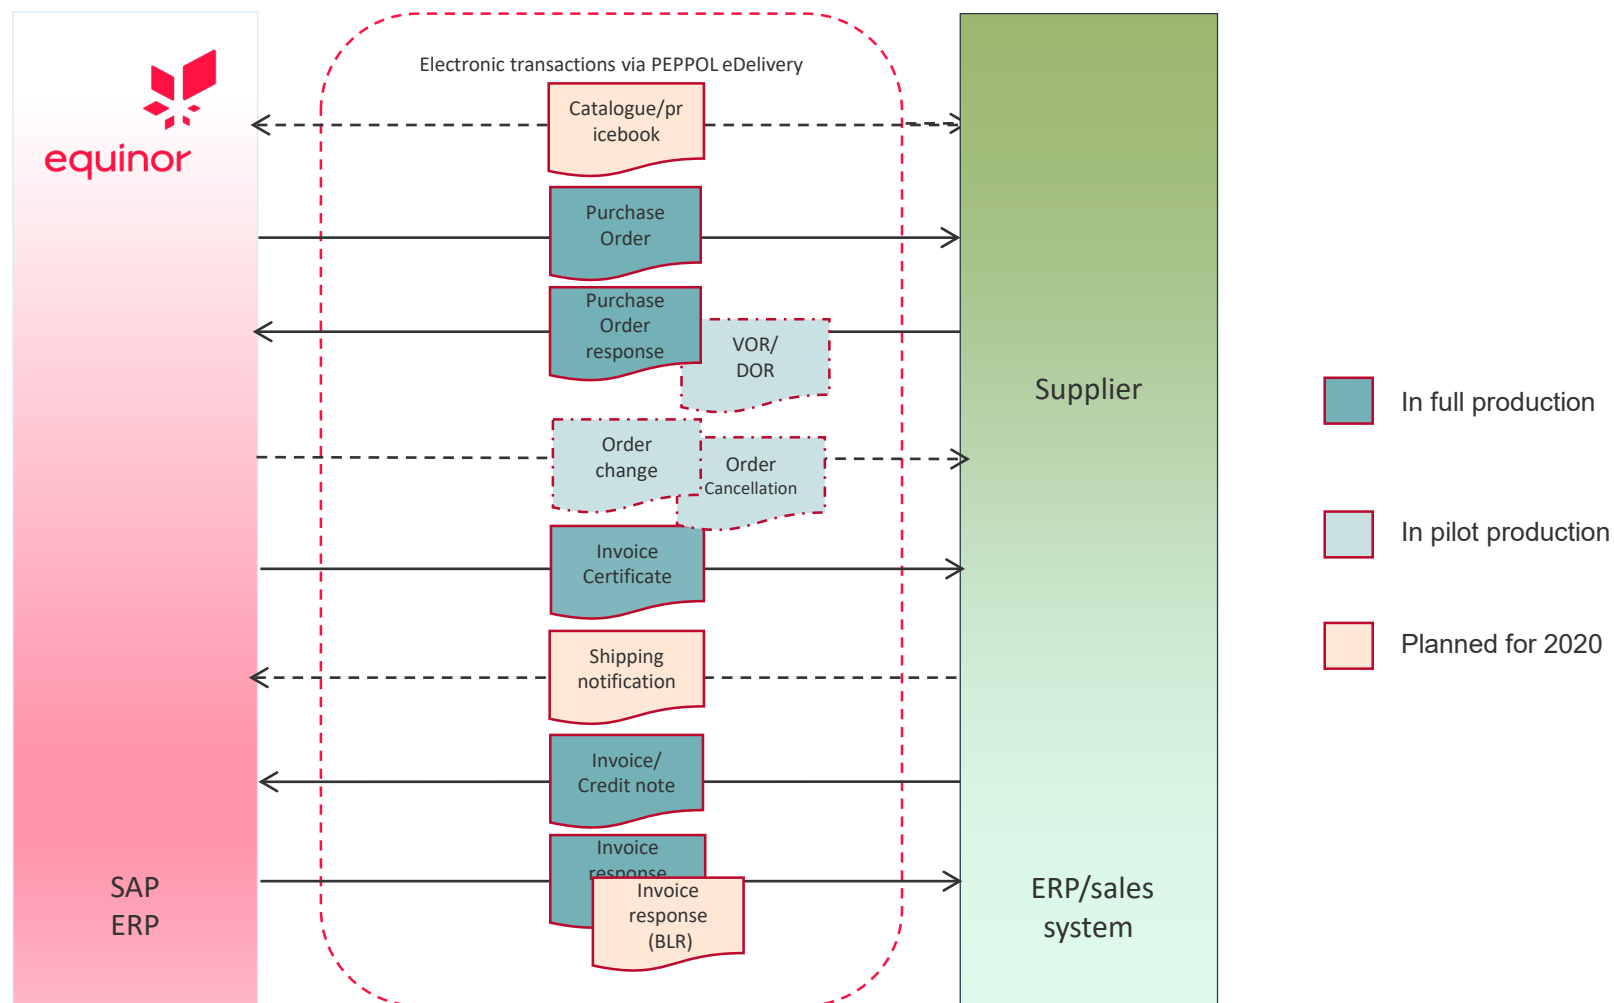 Electronic transactions via PEPPOL eDelivery
equinor
Catalogue/pr
icebook
Purchase
Order
Purchase
Order
response
VOR/
DOR
Order
change
Order
Cancellation
Invoice
Certificate
Shipping
notification
Invoice/
Credit note
Invoice
response
Invoice
response
(BLR)
SAP
ERP
Supplier
ERP/sales
system
In full production
In pilot production
Planned for 2020